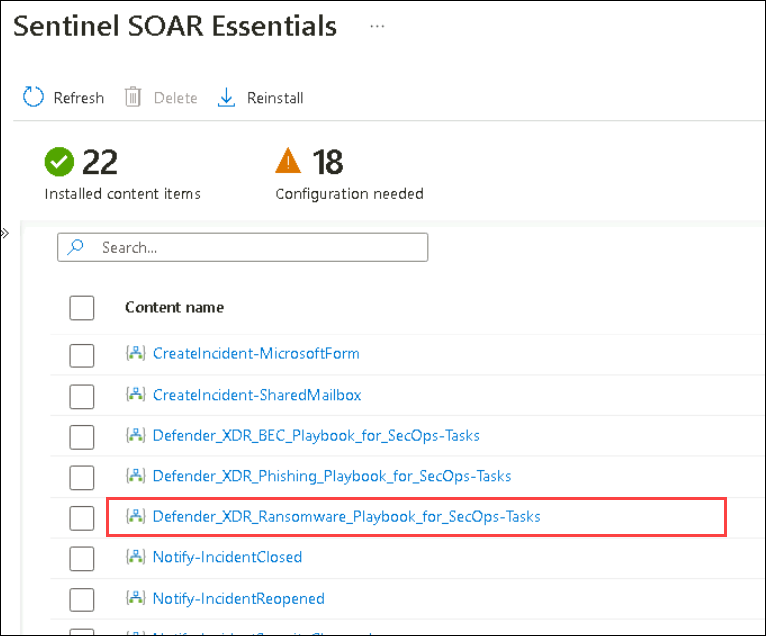 Sentinel SOAR Essentials ...
Refresh Delete Reinstall
22 18
Installed content items Configuration needed
Search...
Content name
CreateIncident-MicrosoftForm
CreateIncident-SharedMailbox
Defender_XDR_BEC_Playbook_for_SecOps-Tasks
Defender_XDR_Phishing_Playbook_for_SecOps-Tasks
Defender_XDR_Ransomware_Playbook_for_SecOps-Tasks
Notify-IncidentClosed
Notify-IncidentReopened